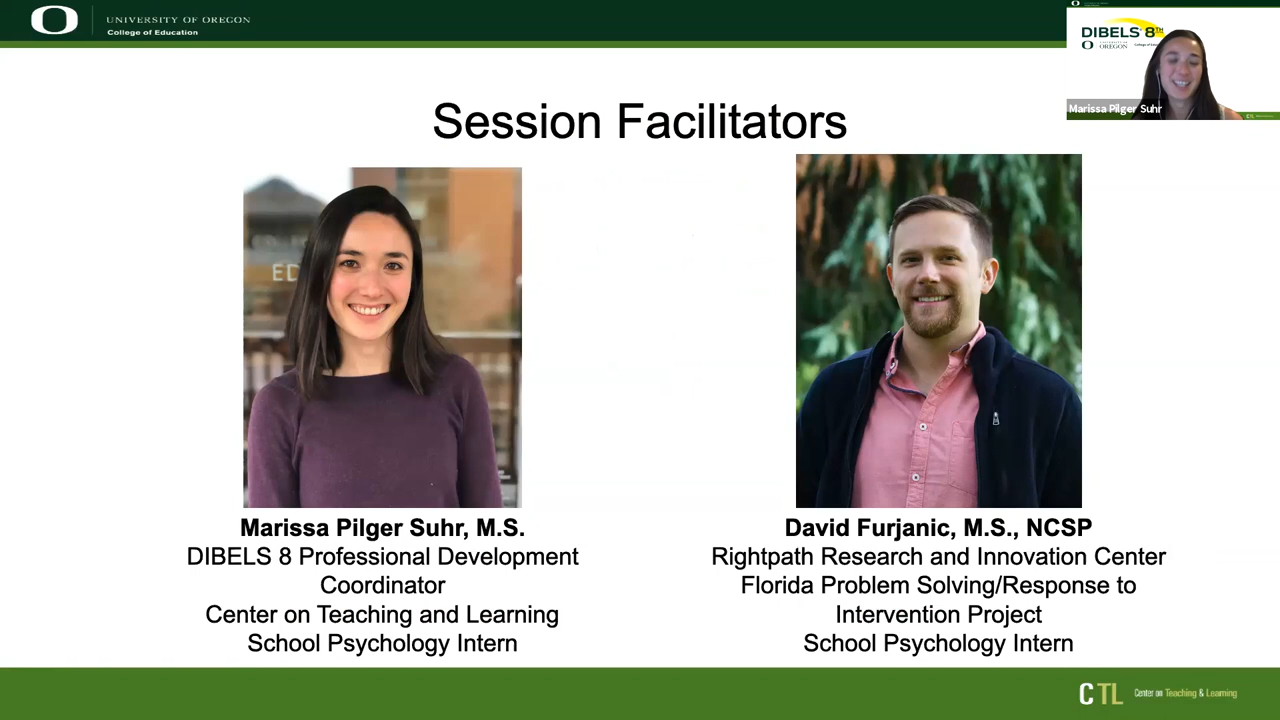 UNIVERSITY OF OREGON
College of Education
DIBELS 8TH
OREGON
Marissa Pilger Suhr
Session Facilitators
ED
Marissa Pilger Suhr, M.S.
DIBELS 8 Professional Development
Coordinator
Center on Teaching and Learning
School Psychology Intern
David Furjanic, M.S., NCSP
Rightpath Research and Innovation Center
Florida Problem Solving/Response to
Intervention Project
School Psychology Intern
CTL Center on Teaching & Learning